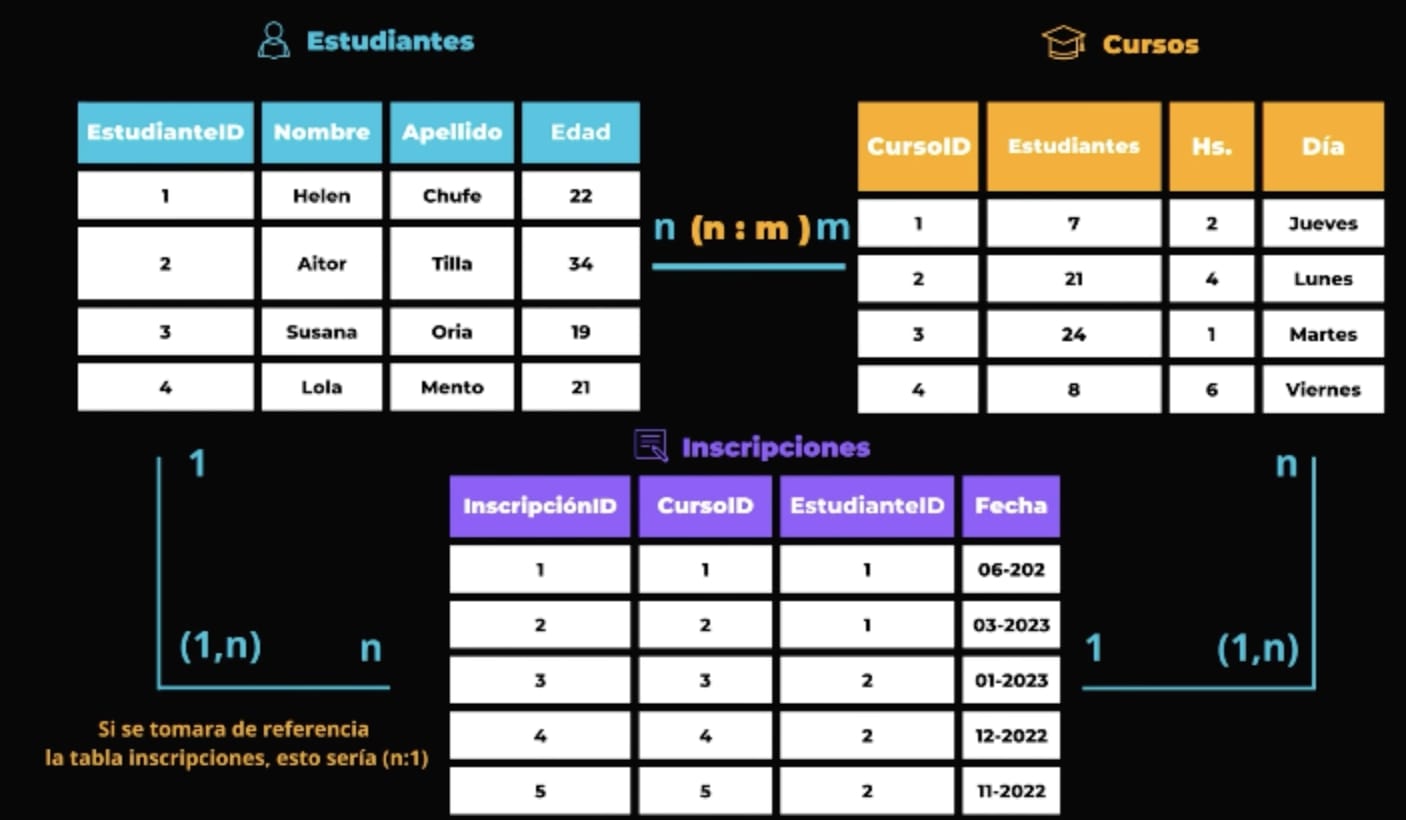 Estudiantes
EstudianteID Nombre Apellido Edad
1 Helen Chufe 22
2 Aitor Tilla 34
3 Susana Oria 19
4 Lola Mento 21
n (n : m ) m
Cursos
CursoID Estudiantes Hs. Día
1 7 2 Jueves
2 21 4 Lunes
3 24 1 Martes
4 8 6 Viernes
1
(1,n) n
Si se tomara de referencia
la tabla inscripciones, esto sería (n:1)
Inscripciones
InscripciónID CursoID EstudianteID Fecha
1 1 1 06-202
2 2 1 03-2023
3 3 2 01-2023
4 4 2 12-2022
5 5 2 11-2022
n
1 (1,n)